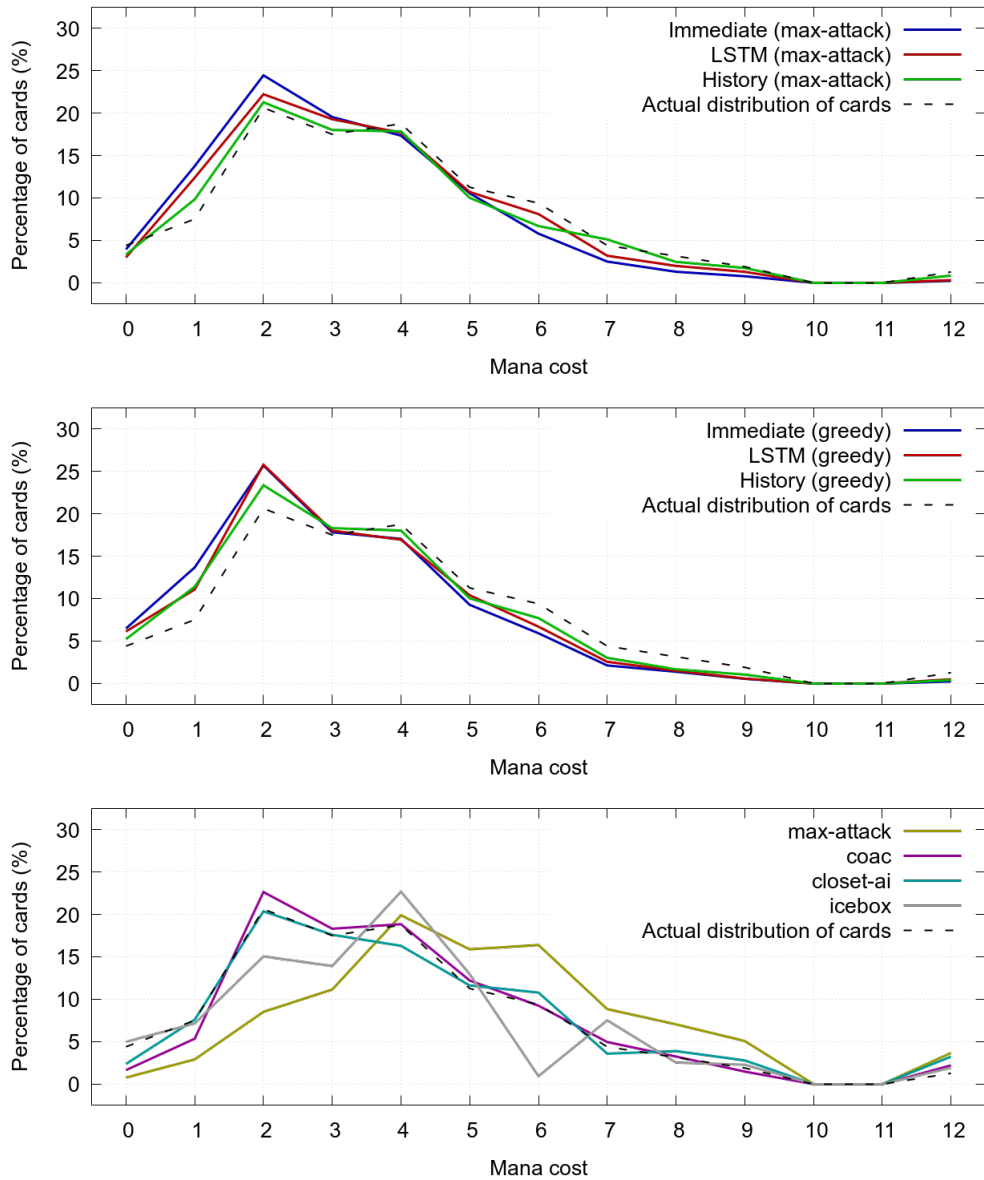 Percentage of cards (%)
30
25
20
15
10
5
0
Immediate (max-attack)
LSTM (max-attack)
History (max-attack)
Actual distribution of cards
0 1 2 3 4 5 6 7 8 9 10 11 12
Mana cost
Percentage of cards (%)
30
25
20
15
10
5
0
Immediate (greedy)
LSTM (greedy)
History (greedy)
Actual distribution of cards
0 1 2 3 4 5 6 7 8 9 10 11 12
Mana cost
Percentage of cards (%)
30
25
20
15
10
5
0
max-attack
coac
closet-ai
icebox
Actual distribution of cards
0 1 2 3 4 5 6 7 8 9 10 11 12
Mana cost